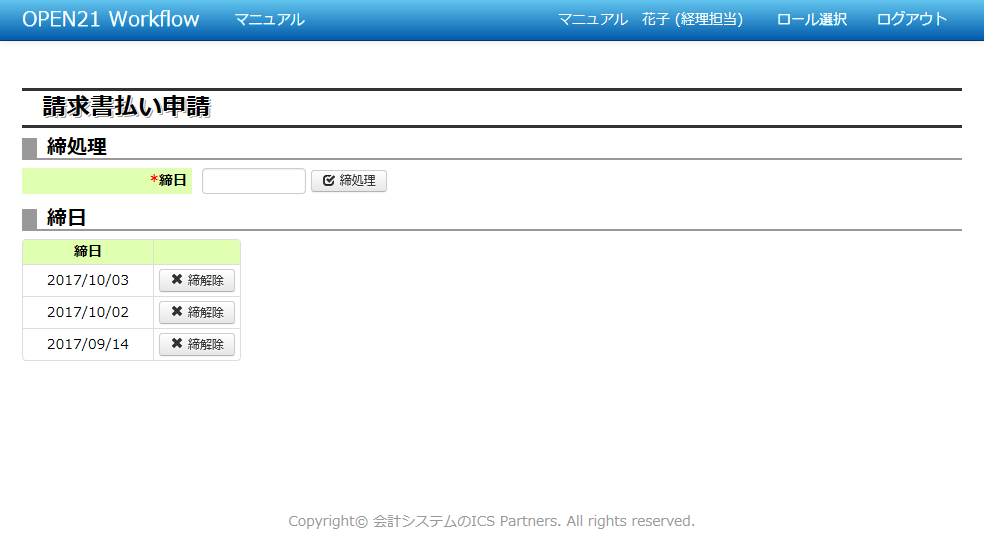 OPEN21 Workflow マニュアル マニュアル 花子 (経理担当) ロール選択 ログアウト
請求書払い申請
締処理
*締日 締処理
締日
締日
2017/10/03 締解除
2017/10/02 締解除
2017/09/14 締解除
Copyright© 会計システムのICS Partners. All rights reserved.